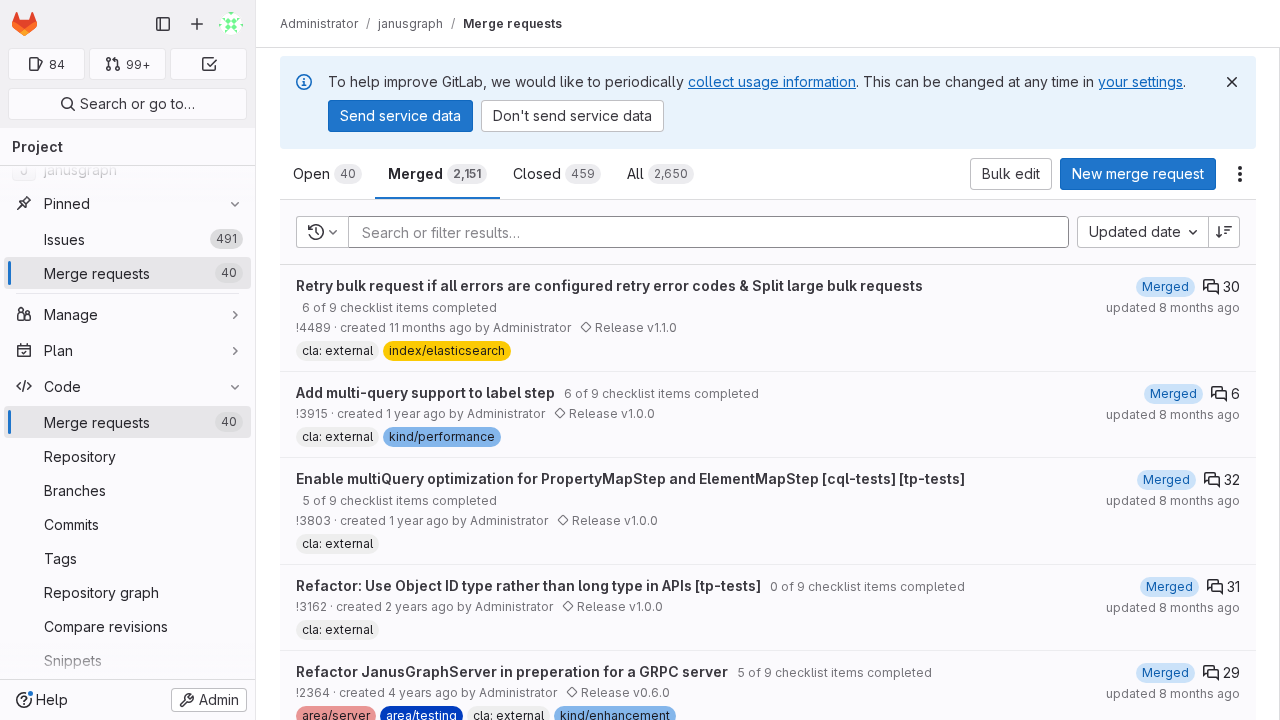 Administrator / janusgraph / Merge requests
84
99+
Search or go to…
Project
janusgraph
Pinned
Issues 491
Merge requests 40
Manage
Plan
Code
Merge requests 40
Repository
Branches
Commits
Tags
Repository graph
Compare revisions
Snippets
Help
Admin
To help improve GitLab, we would like to periodically collect usage information. This can be changed at any time in your settings.
Send service data
Don't send service data
Open 40
Merged 2,151
Closed 459
All 2,650
Bulk edit
New merge request
Search or filter results…
Updated date
Retry bulk request if all errors are configured retry error codes & Split large bulk requests
Merged 30
6 of 9 checklist items completed
updated 8 months ago
!4489 · created 11 months ago by Administrator Release v1.1.0
cla: external index/elasticsearch
Add multi-query support to label step 6 of 9 checklist items completed
Merged 6
!3915 · created 1 year ago by Administrator Release v1.0.0
updated 8 months ago
cla: external kind/performance
Enable multiQuery optimization for PropertyMapStep and ElementMapStep [cql-tests] [tp-tests]
Merged 32
5 of 9 checklist items completed
updated 8 months ago
!3803 · created 1 year ago by Administrator Release v1.0.0
cla: external
Refactor: Use Object ID type rather than long type in APIs [tp-tests] 0 of 9 checklist items completed
Merged 31
!3162 · created 2 years ago by Administrator Release v1.0.0
updated 8 months ago
cla: external
Refactor JanusGraphServer in preperation for a GRPC server 5 of 9 checklist items completed
Merged 29
!2364 · created 4 years ago by Administrator Release v0.6.0
updated 8 months ago
area/server area/testing cla: external kind/enhancement